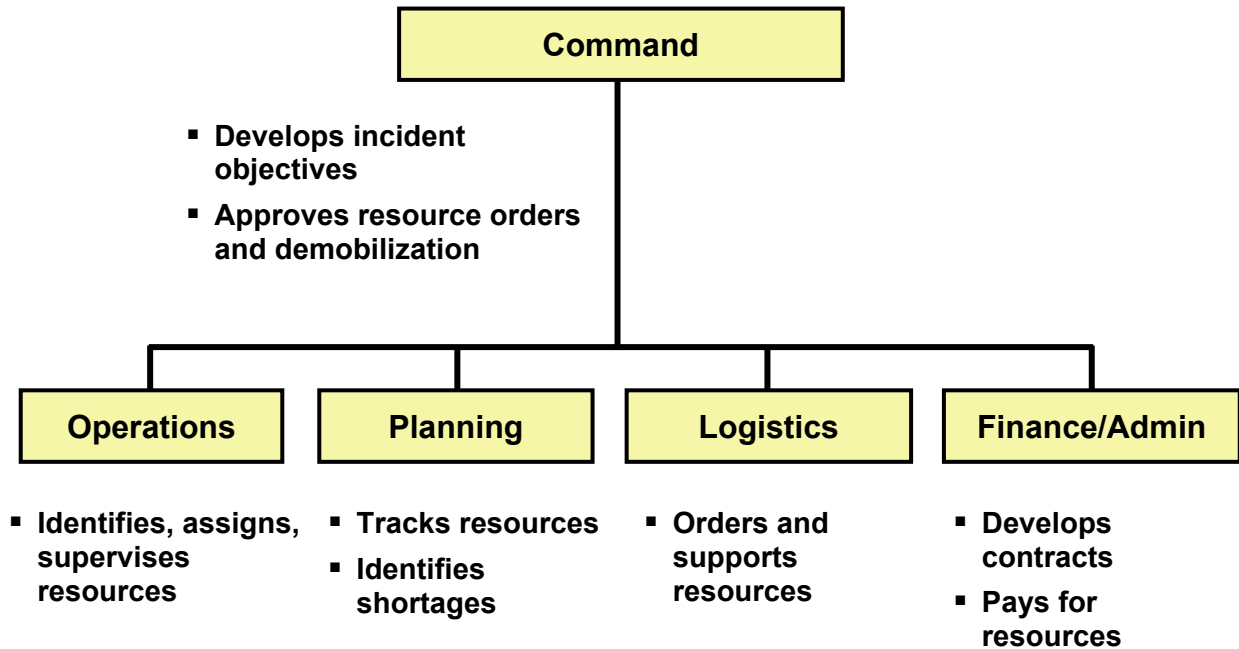 Command
▪ Develops incident
objectives
▪ Approves resource orders
and demobilization
Operations
Planning
Logistics
Finance/Admin
▪ Identifies, assigns,
supervises
resources
▪ Tracks resources
▪ Identifies
shortages
▪ Orders and
supports
resources
▪ Develops
contracts
▪ Pays for
resources